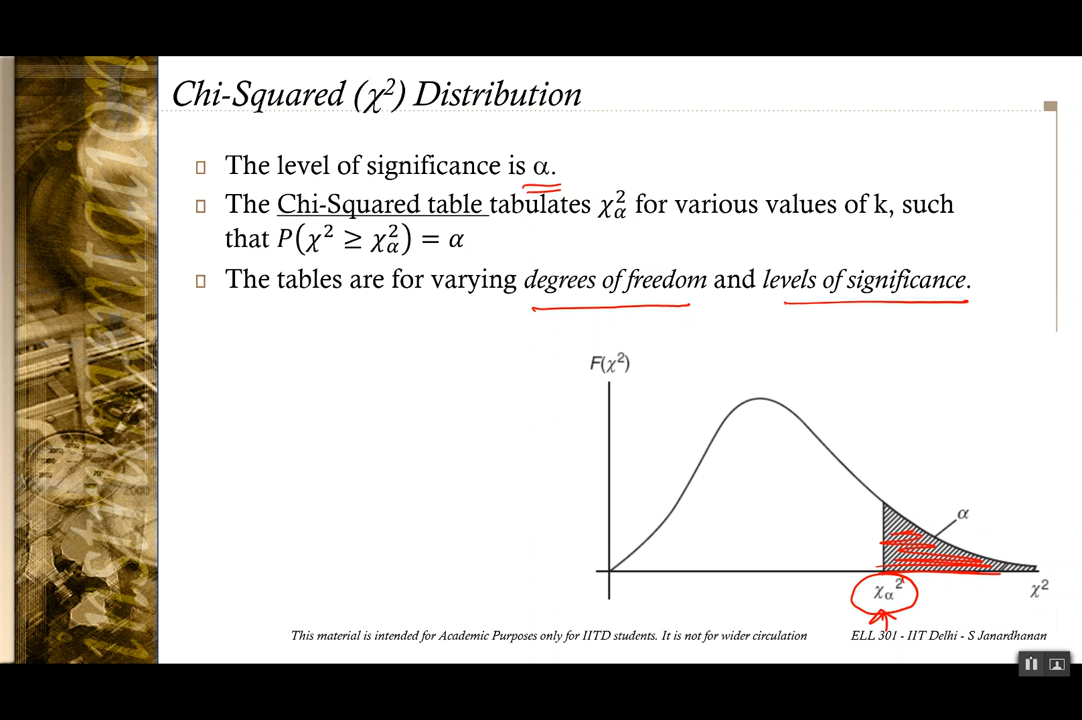 Chi-Squared (χ²) Distribution
The level of significance is α.
The Chi-Squared table tabulates χ²α for various values of k, such
that P(χ² ≥ χ²α) = α
The tables are for varying degrees of freedom and levels of significance.
F(χ²)
α
χα²
χ²
This material is intended for Academic Purposes only for IITD students. It is not for wider circulation
ELL 301 - IIT Delhi - S Janardhanan
instrumentation